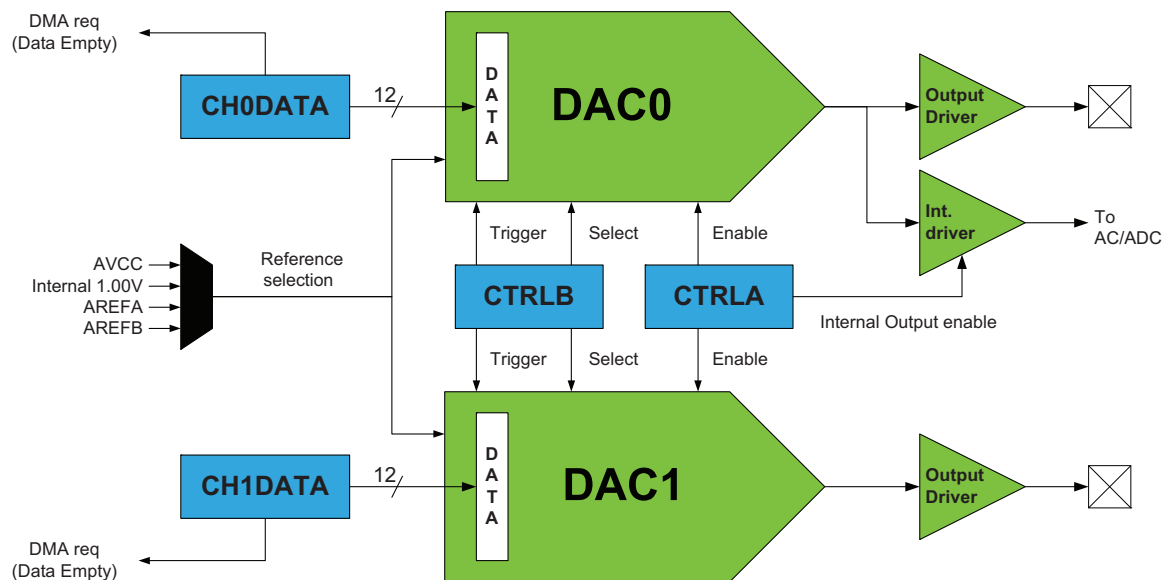 DMA req
(Data Empty)
CH0DATA
12
DATA
DAC0
Output
Driver
Int.
driver
To
AC/ADC
Trigger
Select
Enable
AVCC
Internal 1.00V
AREFA
AREFB
Reference
selection
CTRLB
CTRLA
Internal Output enable
Trigger
Select
Enable
CH1DATA
12
DATA
DAC1
Output
Driver
DMA req
(Data Empty)